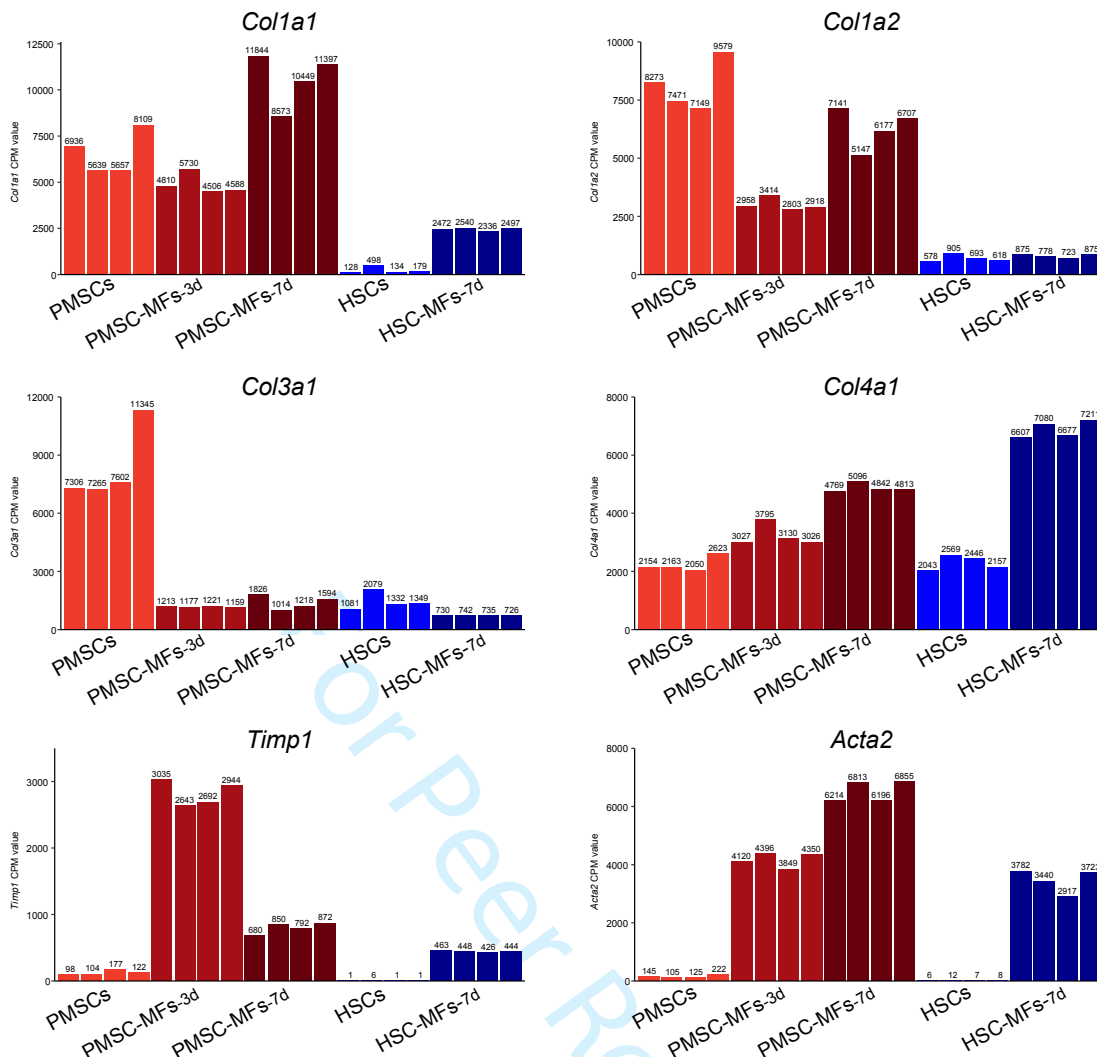 Col1a1
12500
10000
7500
5000
2500
0
Col1a1 CPM value
6936 5639 5657 8109 4810 5730 4506 4588 11844 8573 10449 11397 128 498 134 179 2472 2540 2336 2497
PMSCs PMSC-MFs-3d PMSC-MFs-7d HSCs HSC-MFs-7d
Col1a2
10000
7500
5000
2500
0
Col1a2 CPM value
8273 7471 7149 9579 2958 3414 2803 2918 7141 5147 6177 6707 578 905 693 618 875 778 723 875
PMSCs PMSC-MFs-3d PMSC-MFs-7d HSCs HSC-MFs-7d
Col3a1
12000
9000
6000
3000
0
Col3a1 CPM value
7306 7265 7602 11345 1213 1177 1221 1159 1826 1014 1218 1594 1081 2079 1332 1349 730 742 735 726
PMSCs PMSC-MFs-3d PMSC-MFs-7d HSCs HSC-MFs-7d
Col4a1
8000
6000
4000
2000
0
Col4a1 CPM value
2154 2163 2050 2623 3027 3795 3130 3026 4769 5096 4842 4813 2043 2569 2446 2157 6607 7080 6677 7211
PMSCs PMSC-MFs-3d PMSC-MFs-7d HSCs HSC-MFs-7d
Timp1
3000
2000
1000
0
Timp1 CPM value
98 104 177 122 3035 2643 2692 2944 680 850 792 872 1 6 1 1 463 448 426 444
PMSCs PMSC-MFs-3d PMSC-MFs-7d HSCs HSC-MFs-7d
Acta2
8000
6000
4000
2000
0
Acta2 CPM value
145 105 125 222 4120 4396 3849 4350 6214 6813 6196 6855 6 12 7 8 3782 3440 2917 3723
PMSCs PMSC-MFs-3d PMSC-MFs-7d HSCs HSC-MFs-7d
or Peer Re